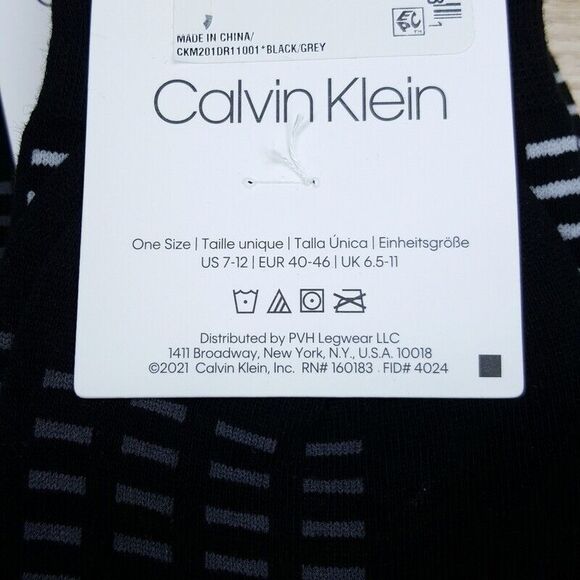 MADE IN CHINA/
CKM201DR11001*BLACK/GREY
EPC™
Calvin Klein
One Size | Taille unique | Talla Única | Einheitsgröße
US 7-12 | EUR 40-46 | UK 6.5-11
Distributed by PVH Legwear LLC
1411 Broadway, New York, N.Y., U.S.A. 10018
©2021 Calvin Klein, Inc. RN# 160183 FID# 4024